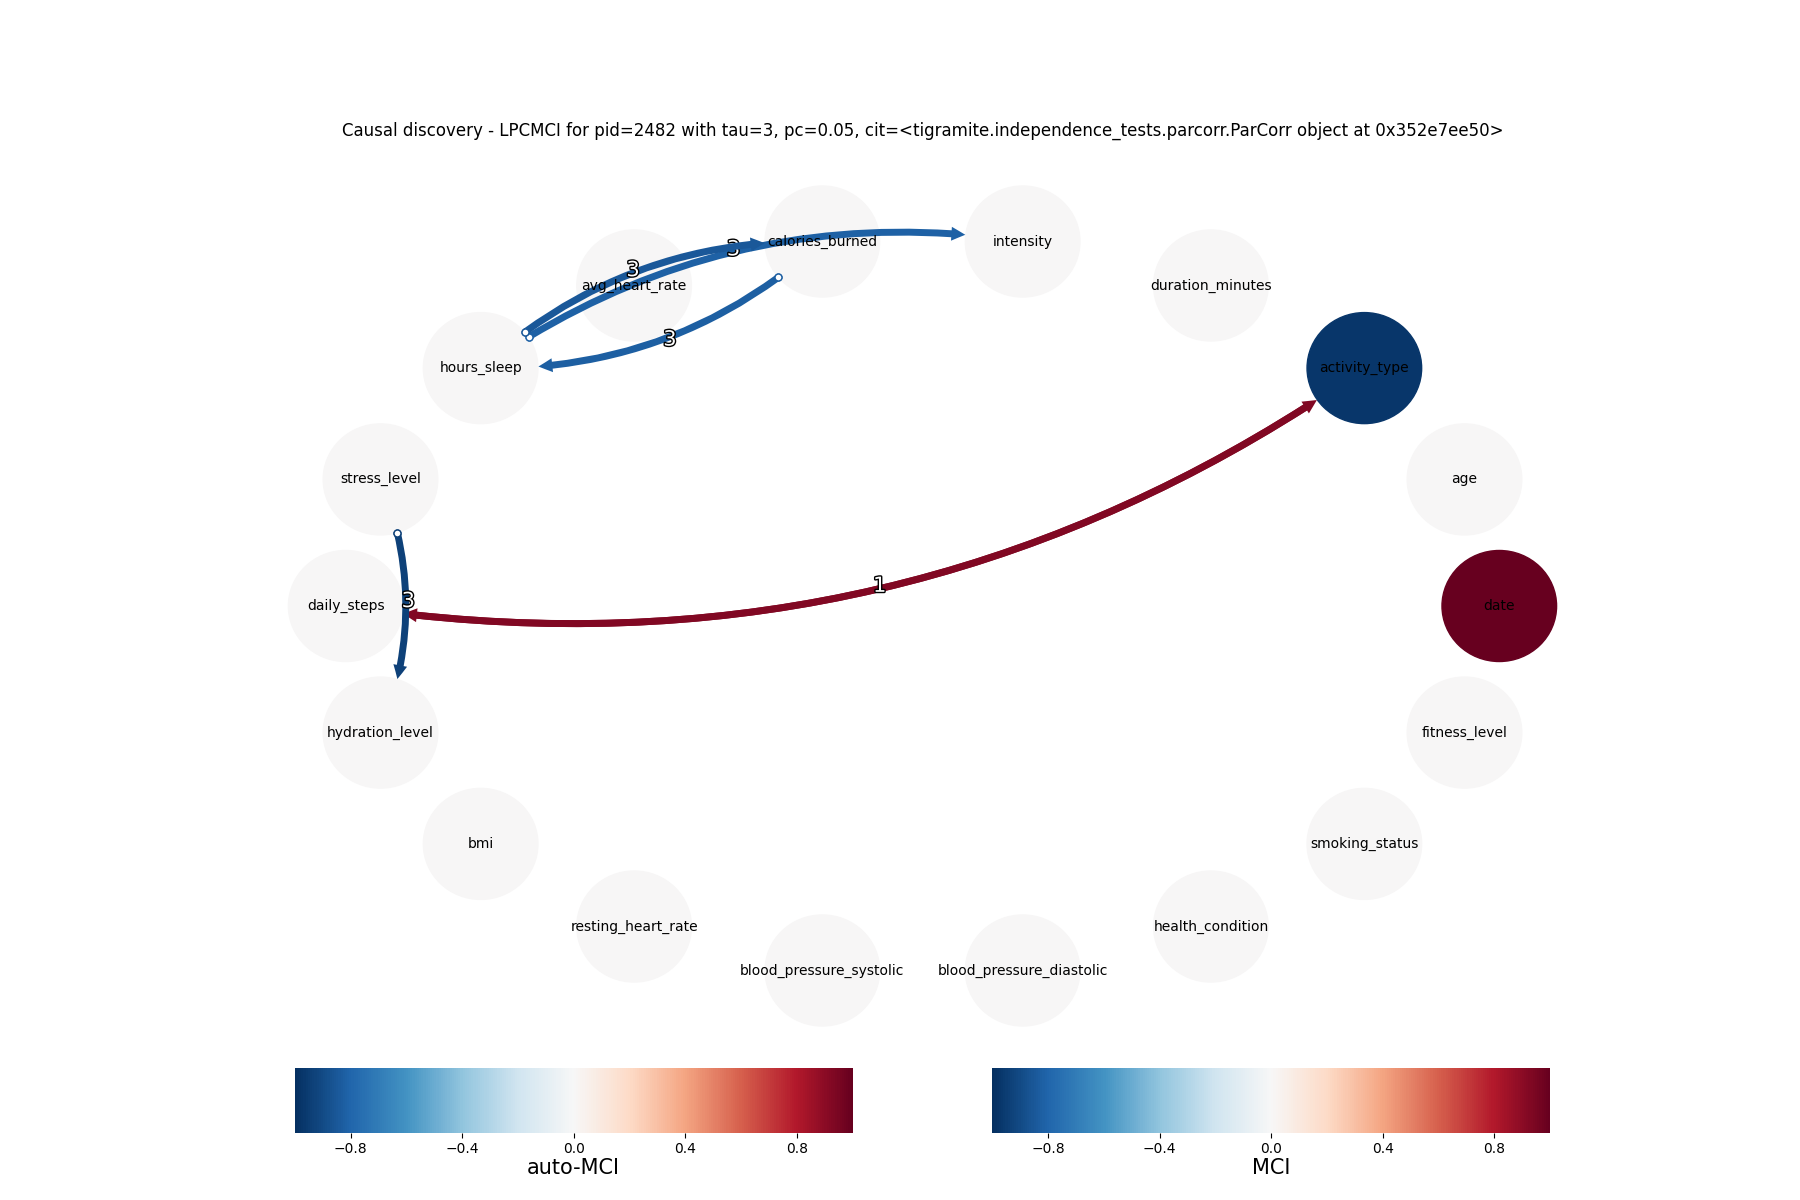 Causal discovery - LPCMCI for pid=2482 with tau=3, pc=0.05, cit=<tigramite.independence_tests.parcorr.ParCorr object at 0x352e7ee50>
calories_burned
intensity
3
3
avg_heart_rate
duration_minutes
3
hours_sleep
activity_type
stress_level
age
1
3
daily_steps
date
hydration_level
fitness_level
bmi
smoking_status
resting_heart_rate
health_condition
blood_pressure_systolic
blood_pressure_diastolic
−0.8 −0.4 0.0 0.4 0.8
auto-MCI
−0.8 −0.4 0.0 0.4 0.8
MCI